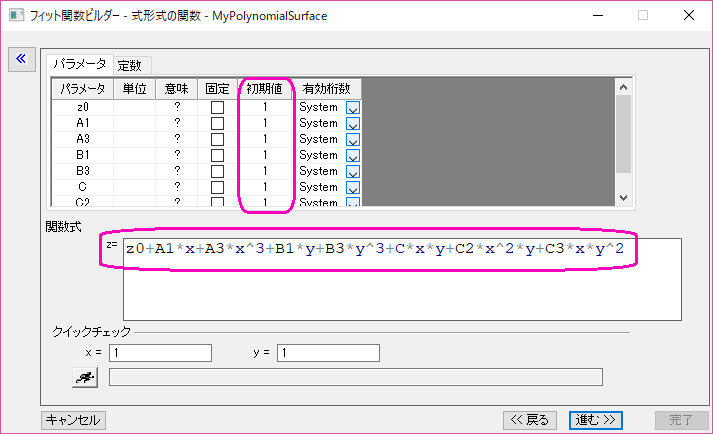 フィット関数ビルダー - 式形式の関数 - MyPolynomialSurface
パラメータ 定数
パラメータ 単位 意味 固定 初期値 有効桁数
z0 ? 1 System
A1 ? 1 System
A3 ? 1 System
B1 ? 1 System
B3 ? 1 System
C ? 1 System
C2 ? 1 System
関数式
z= z0+A1*x+A3*x^3+B1*y+B3*y^3+C*x*y+C2*x^2*y+C3*x*y^2
クイックチェック
x = 1 y = 1
キャンセル << 戻る 進む >> 完了